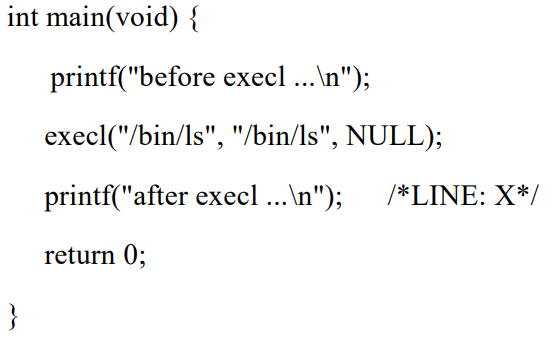 int main(void) {
printf("before execl ...\n");
execl("/bin/ls", "/bin/ls", NULL);
printf("after execl ...\n"); /*LINE: X*/
return 0;
}